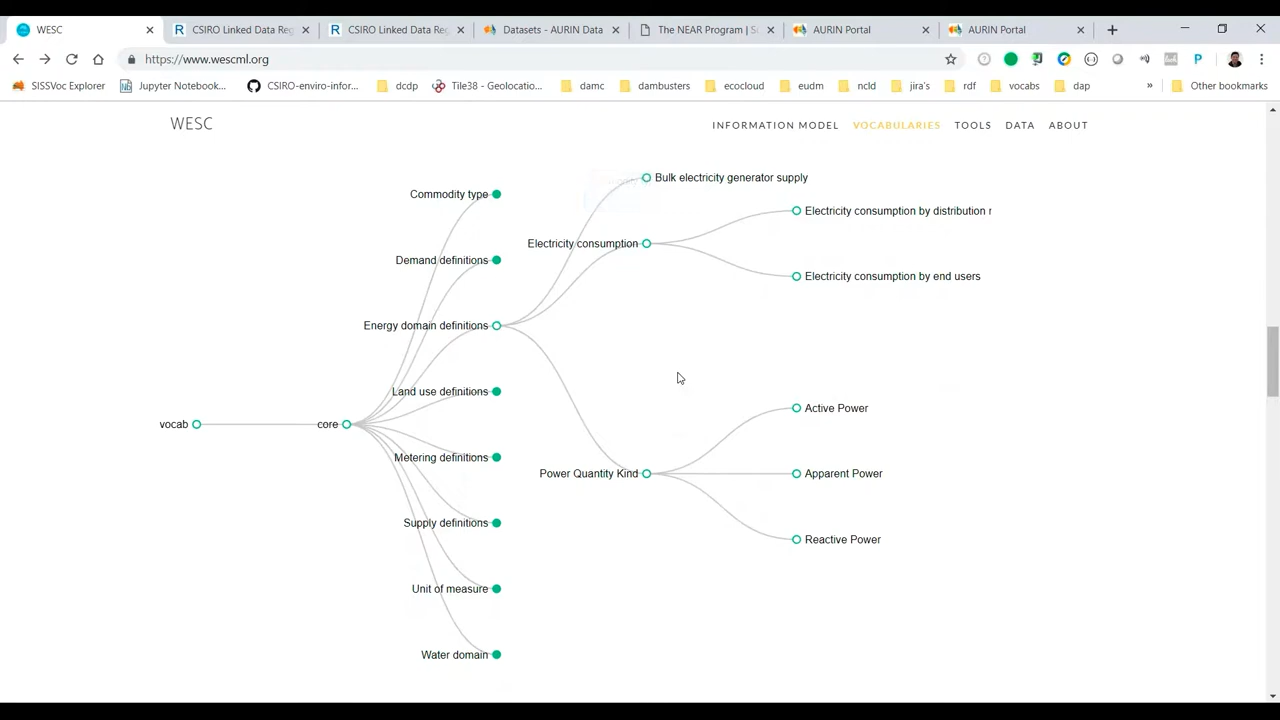 WESC
CSIRO Linked Data Re
CSIRO Linked Data Re
Datasets - AURIN Data
The NEAR Program | S
AURIN Portal
AURIN Portal
https://www.wescml.org
SISSVoc Explorer
Jupyter Notebook...
CSIRO-enviro-infor...
dcdp
Tile38 - Geolocatio...
damc
dambusters
ecocloud
eudm
ncld
jira's
rdf
vocabs
dap
»
Other bookmarks
WESC
INFORMATION MODEL
VOCABULARIES
TOOLS
DATA
ABOUT
Bulk electricity generator supply
Commodity type
Electricity consumption by distribution r
Electricity consumption
Demand definitions
Electricity consumption by end users
Energy domain definitions
Land use definitions
Active Power
vocab
core
Metering definitions
Power Quantity Kind
Apparent Power
Supply definitions
Reactive Power
Unit of measure
Water domain